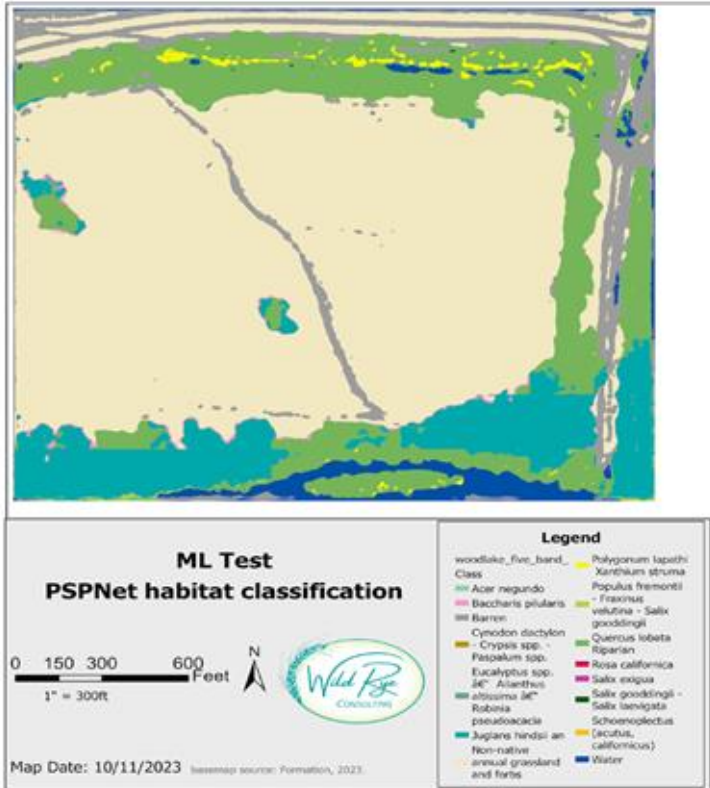 ML Test
PSPNet habitat classification
0 150 300 600
Feet
1" = 300ft
N
Wild Rye
CONSULTING
Map Date: 10/11/2023 basemap source: Formation, 2023.
Legend
woodlake_five_band_
Class
Acer negundo
Baccharis pilularis
Barren
Cynodon dactylon
- Crypsis spp. -
Paspalum spp.
Eucalyptus spp.
â€“ Ailanthus
altissima â€“
Robinia
pseudoacacia
Juglans hindsii an
Non-native
annual grassland
and forbs
Polygonum lapathi
Xanthium struma
Populus fremontii
- Fraxinus
velutina - Salix
gooddingii
Quercus lobata
Riparian
Rosa californica
Salix exigua
Salix gooddingii -
Salix laevigata
Schoenoplectus
(acutus,
californicus)
Water